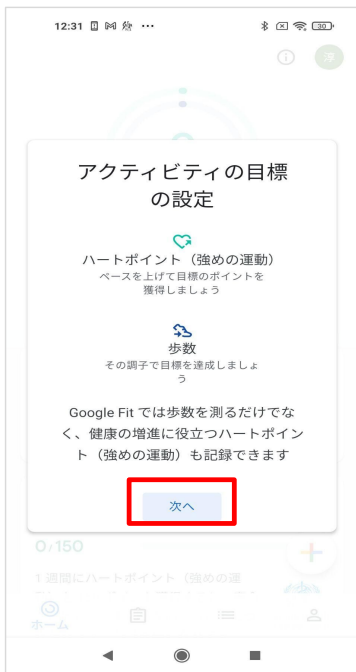 12:31
30
淳
アクティビティの目標
の設定
ハートポイント（強めの運動）
ペースを上げて目標のポイントを
獲得しましょう
歩数
その調子で目標を達成しましょ
う
Google Fit では歩数を測るだけでな
く、健康の増進に役立つハートポイン
ト（強めの運動）も記録できます
次へ
0/150
1 週間にハートポイント（強めの運
ホーム